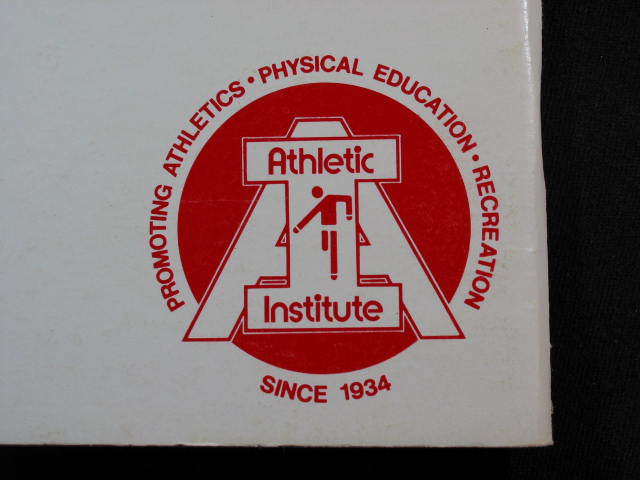 PROMOTING ATHLETICS • PHYSICAL EDUCATION • RECREATION
Athletic
Institute
SINCE 1934